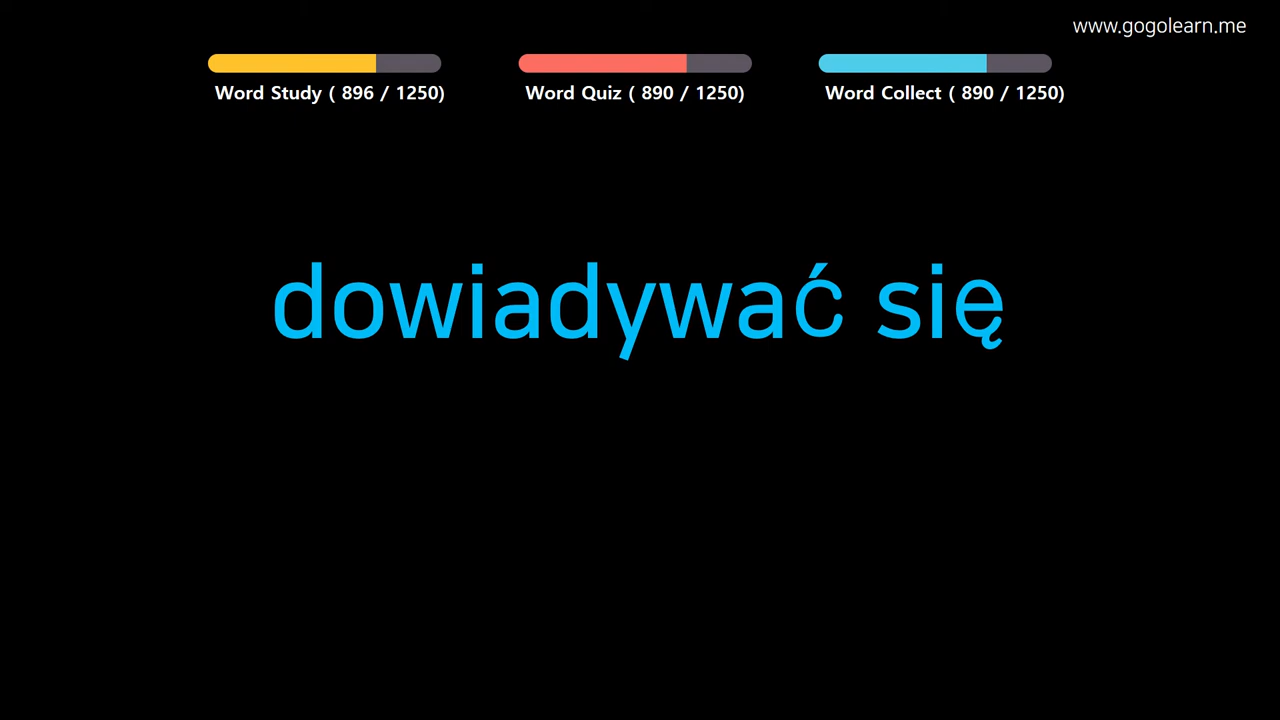 www.gogolearn.me
Word Study ( 896 / 1250)
Word Quiz ( 890 / 1250)
Word Collect ( 890 / 1250)
dowiadywać się